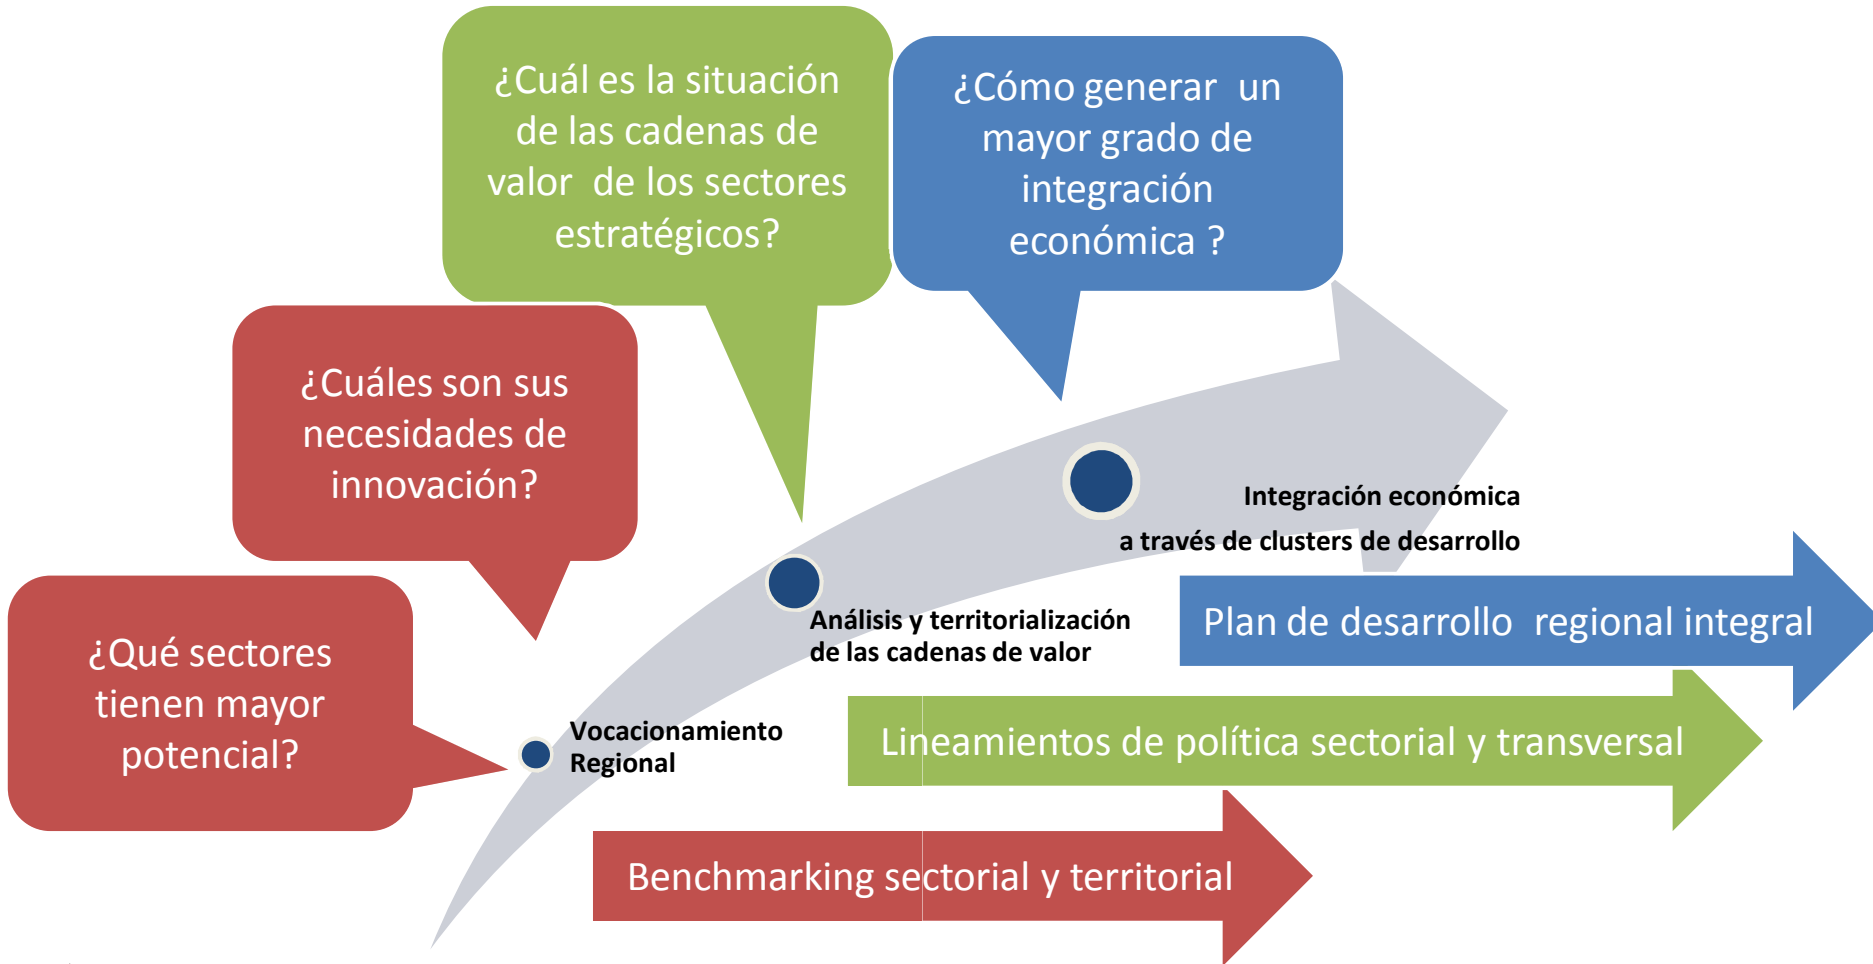 ¿Cuál es la situación
de las cadenas de
valor de los sectores
estratégicos?
¿Cómo generar un
mayor grado de
integración
económica ?
¿Cuáles son sus
necesidades de
innovación?
¿Qué sectores
tienen mayor
potencial?
Integración económica
a través de clusters de desarrollo
Análisis y territorialización
de las cadenas de valor
Vocacionamiento
Regional
Plan de desarrollo regional integral
Lineamientos de política sectorial y transversal
Benchmarking sectorial y territorial